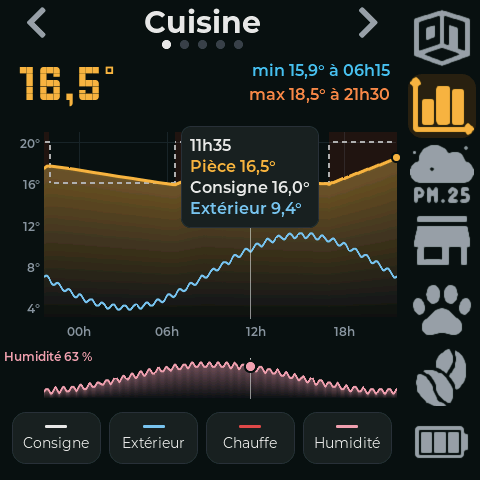 Cuisine
16,5°
min 15,9° à 06h15
max 18,5° à 21h30
11h35
Pièce 16,5°
Consigne 16,0°
Extérieur 9,4°
20°
16°
12°
8°
4°
00h 06h 12h 18h
Humidité 63 %
Consigne Extérieur Chauffe Humidité
PM.25